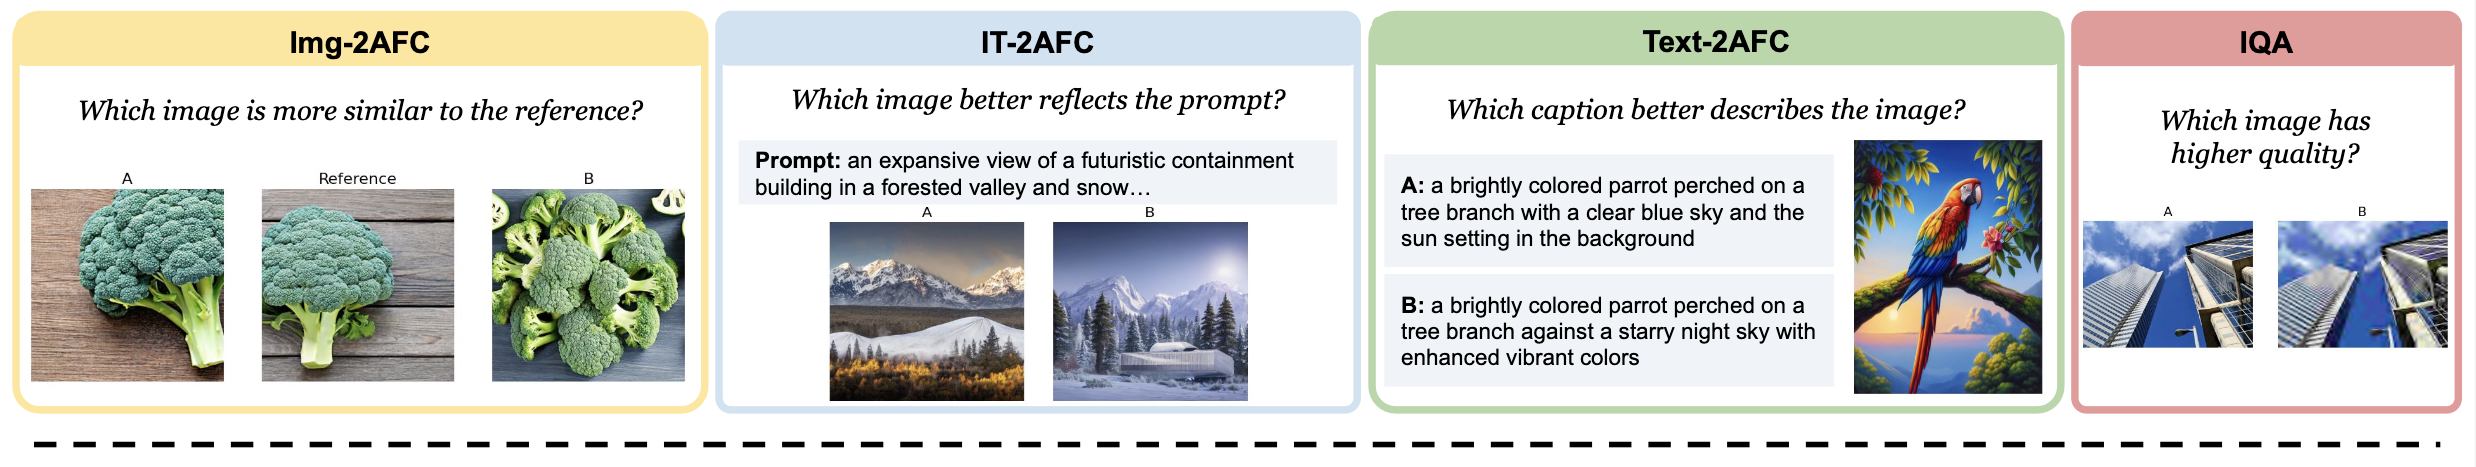 Img-2AFC
Which image is more similar to the reference?
A
Reference
B
IT-2AFC
Which image better reflects the prompt?
Prompt: an expansive view of a futuristic containment
building in a forested valley and snow...
A
B
Text-2AFC
Which caption better describes the image?
A: a brightly colored parrot perched on a
tree branch with a clear blue sky and the
sun setting in the background
B: a brightly colored parrot perched on a
tree branch against a starry night sky with
enhanced vibrant colors
IQA
Which image has
higher quality?
A
B